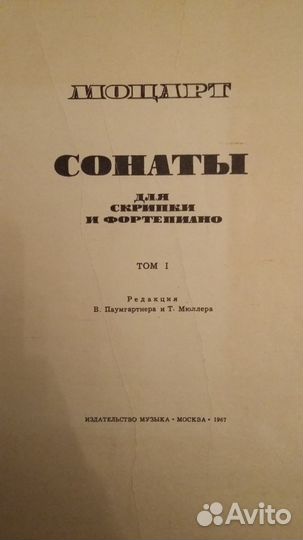 МОЦАРТ
СОНАТЫ
ДЛЯ
СКРИПКИ
И ФОРТЕПИАНО
ТОМ I
Редакция
В. Паумгартнера и Т. Мюллера
ИЗДАТЕЛЬСТВО МУЗЫКА • МОСКВА • 1967
Avito